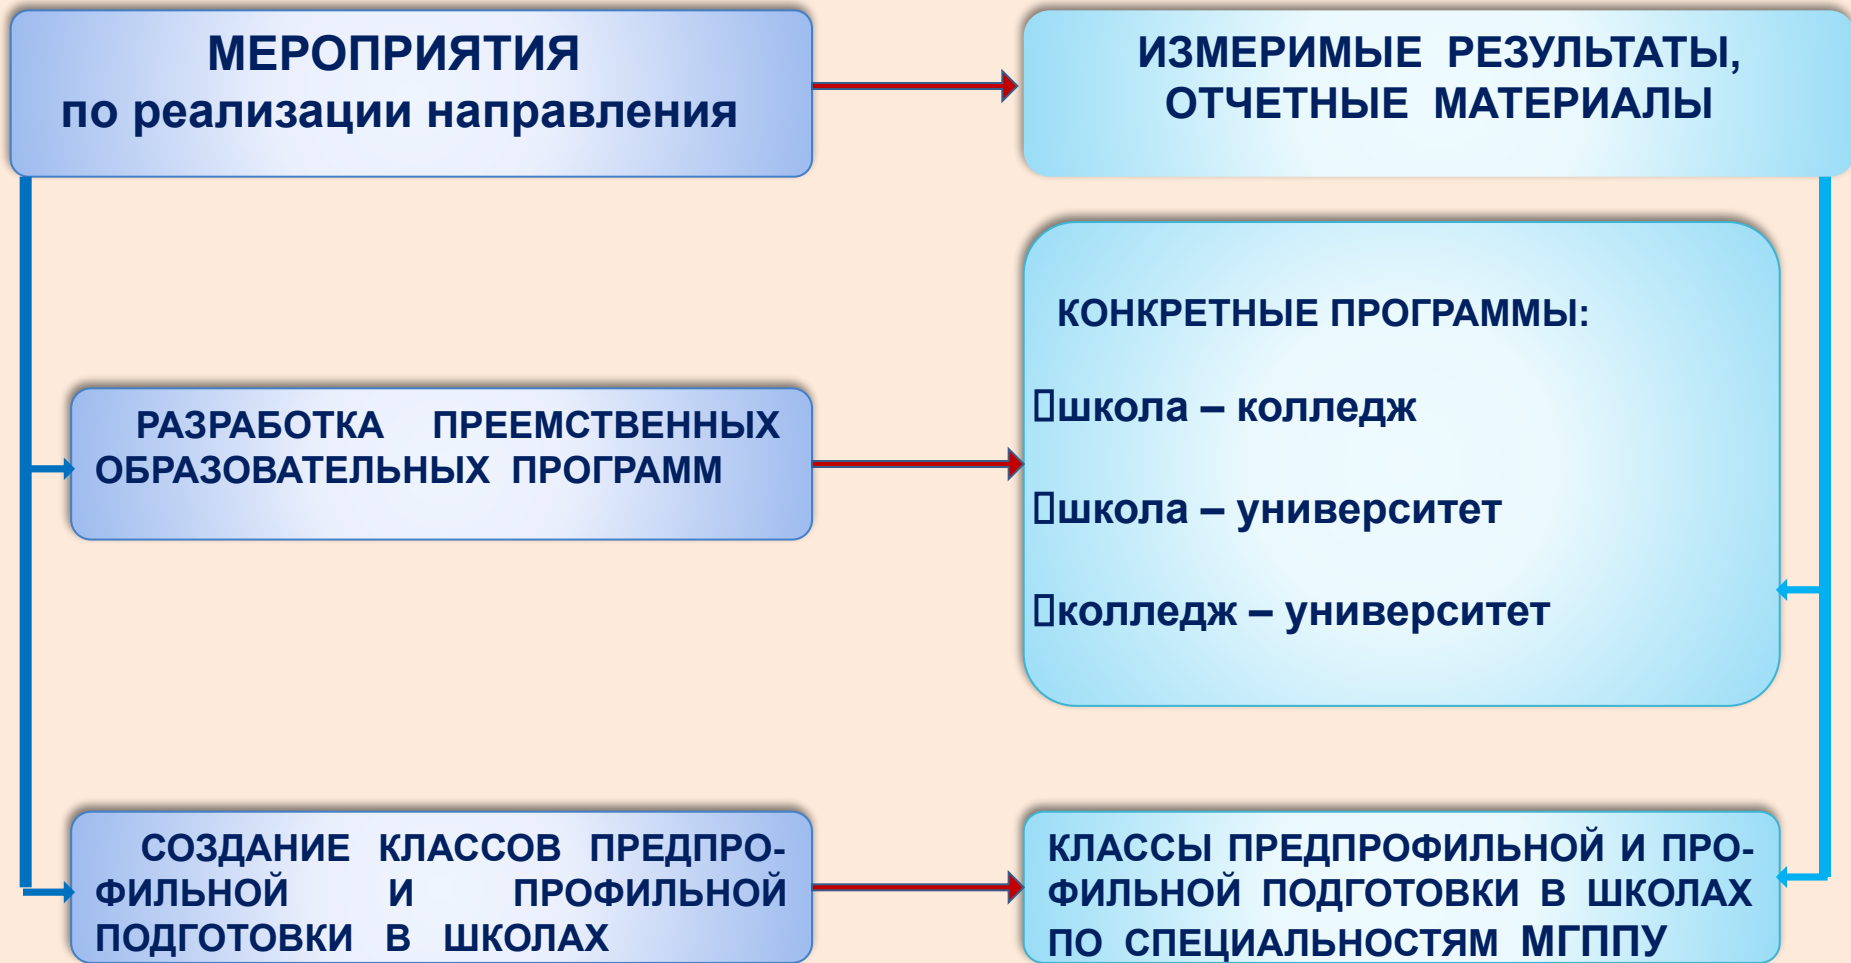 МЕРОПРИЯТИЯ
по реализации направления
ИЗМЕРИМЫЕ РЕЗУЛЬТАТЫ,
ОТЧЕТНЫЕ МАТЕРИАЛЫ
РАЗРАБОТКА ПРЕЕМСТВЕННЫХ
ОБРАЗОВАТЕЛЬНЫХ ПРОГРАММ
КОНКРЕТНЫЕ ПРОГРАММЫ:
школа – колледж
школа – университет
колледж – университет
СОЗДАНИЕ КЛАССОВ ПРЕДПРО-
ФИЛЬНОЙ И ПРОФИЛЬНОЙ
ПОДГОТОВКИ В ШКОЛАХ
КЛАССЫ ПРЕДПРОФИЛЬНОЙ И ПРО-
ФИЛЬНОЙ ПОДГОТОВКИ В ШКОЛАХ
ПО СПЕЦИАЛЬНОСТЯМ МГППУ